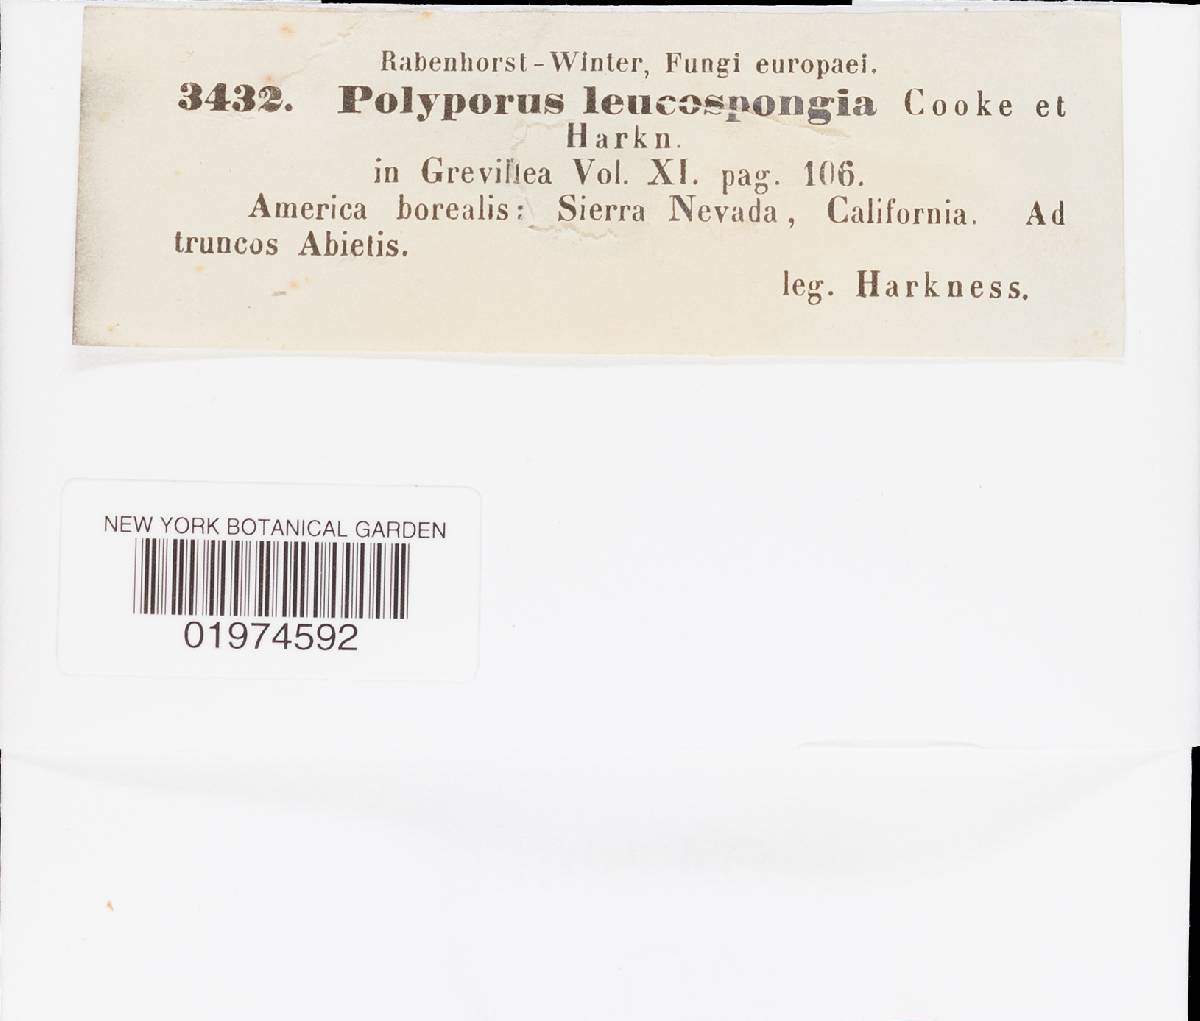 Rabenhorst-Winter, Fungi europaei.
3432. Polyporus leucospongia Cooke et
Harkn.
in Grevillea Vol. XI. pag. 106.
America borealis: Sierra Nevada, California. Ad
truncos Abietis.
leg. Harkness.
NEW YORK BOTANICAL GARDEN
01974592